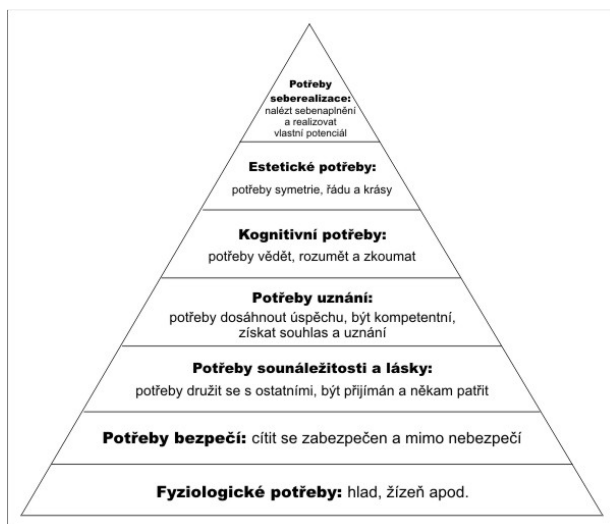 Potřeby
seberealizace:
nalézt sebenaplnění
a realizovat
vlastní potenciál
Estetické potřeby:
potřeby symetrie, řádu a krásy
Kognitivní potřeby:
potřeby vědět, rozumět a zkoumat
Potřeby uznání:
potřeby dosáhnout úspěchu, být kompetentní,
získat souhlas a uznání
Potřeby sounáležitosti a lásky:
potřeby družit se s ostatními, být přijímán a někam patřit
Potřeby bezpečí: cítit se zabezpečen a mimo nebezpečí
Fyziologické potřeby: hlad, žízeň apod.